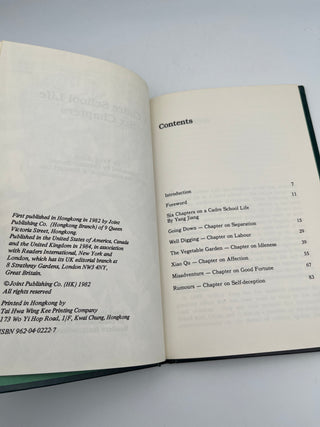 First published in Hongkong in 1982 by Joint
Publishing Co. (Hongkong Branch) of 9 Queen
Victoria Street, Hongkong.
Published in the United States of America, Canada
and the United Kingdom in 1984, in association
with Readers International, New York and
London, which has its UK editorial branch at
8 Strathray Gardens, London NW3 4NY,
Great Britain.
©Joint Publishing Co. (HK) 1982
All rights reserved
Printed in Hongkong by
Tai Hwa Wing Kee Printing Company
173 Wo Yi Hop Road, 1/F, Kwai Chung, Hongkong
ISBN 962·04·0222·7
Contents
Introduction 7
Foreword 11
Six Chapters on a Cadre School Life
By Yang Jiang
Going Down — Chapter on Separation 15
Well Digging — Chapter on Labour 29
The Vegetable Garden — Chapter on Idleness 39
Xiao Qu — Chapter on Affection 55
Misadventure — Chapter on Good Fortune 67
Rumours — Chapter on Self-deception 83